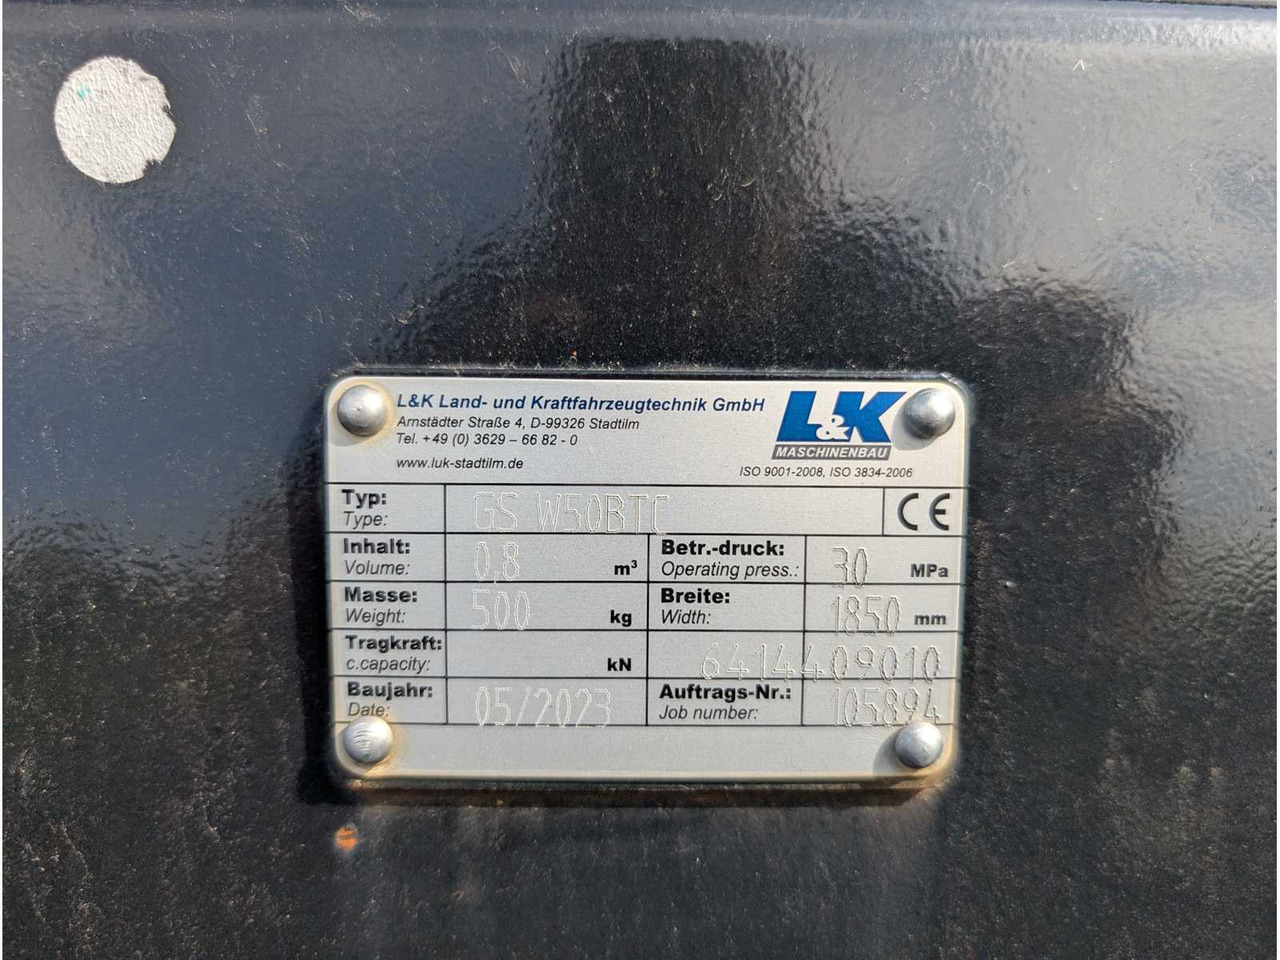 L&K Land- und Kraftfahrzeugtechnik GmbH
Arnstädter Straße 4, D-99326 Stadtilm
Tel. +49 (0) 3629 – 66 82 - 0
www.luk-stadtilm.de
L&K
MASCHINENBAU
ISO 9001-2008, ISO 3834-2006
Typ: GS W50BTC CE
Type:
Inhalt: 0,8 m³ Betr.-druck: 30 MPa
Volume: Operating press.:
Masse: 500 kg Breite: 1850 mm
Weight: Width:
Tragkraft: kN 6414409010
c.capacity:
Baujahr: 05/2023 Auftrags-Nr.: 105894
Date: Job number: